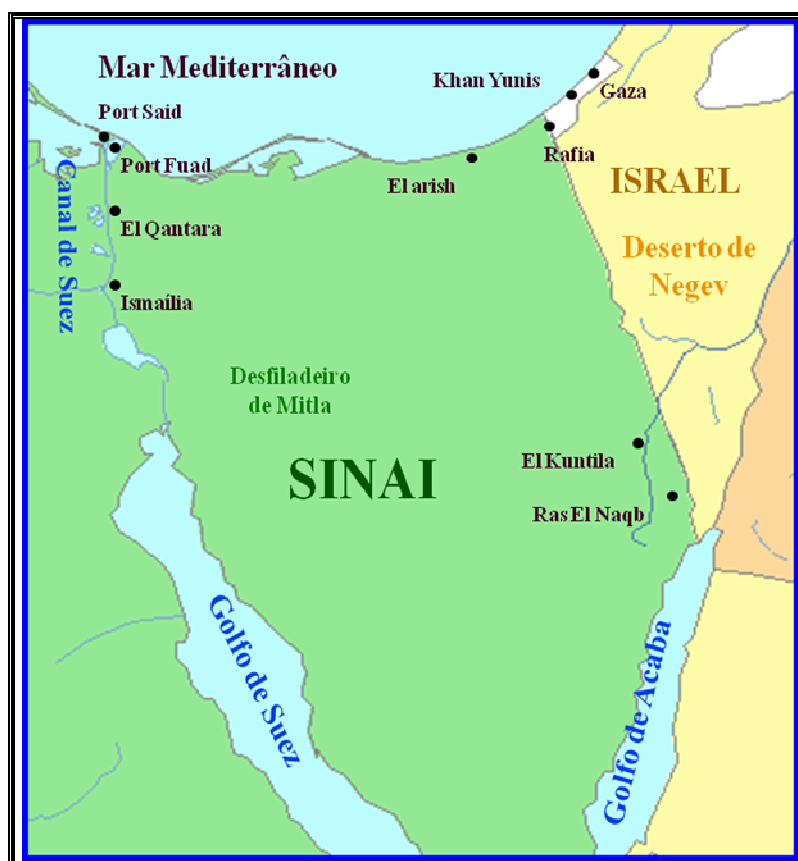 Mar Mediterrâneo
Khan Yunis
Gaza
Port Said
Rafia
Port Fuad
El arish
ISRAEL
Canal de Suez
El Qantara
Deserto de
Negev
Ismaília
Desfiladeiro
de Mitla
El Kuntila
SINAI
Ras El Naqb
Golfo de Suez
Golfo de Acaba